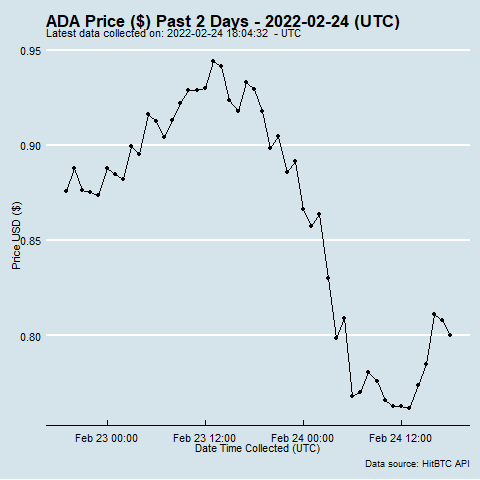 ADA Price ($) Past 2 Days - 2022-02-24 (UTC)
Latest data collected on: 2022-02-24 18:04:32 - UTC
0.95
0.90
0.85
0.80
Price USD ($)
Feb 23 00:00
Feb 23 12:00
Feb 24 00:00
Feb 24 12:00
Date Time Collected (UTC)
Data source: HitBTC API